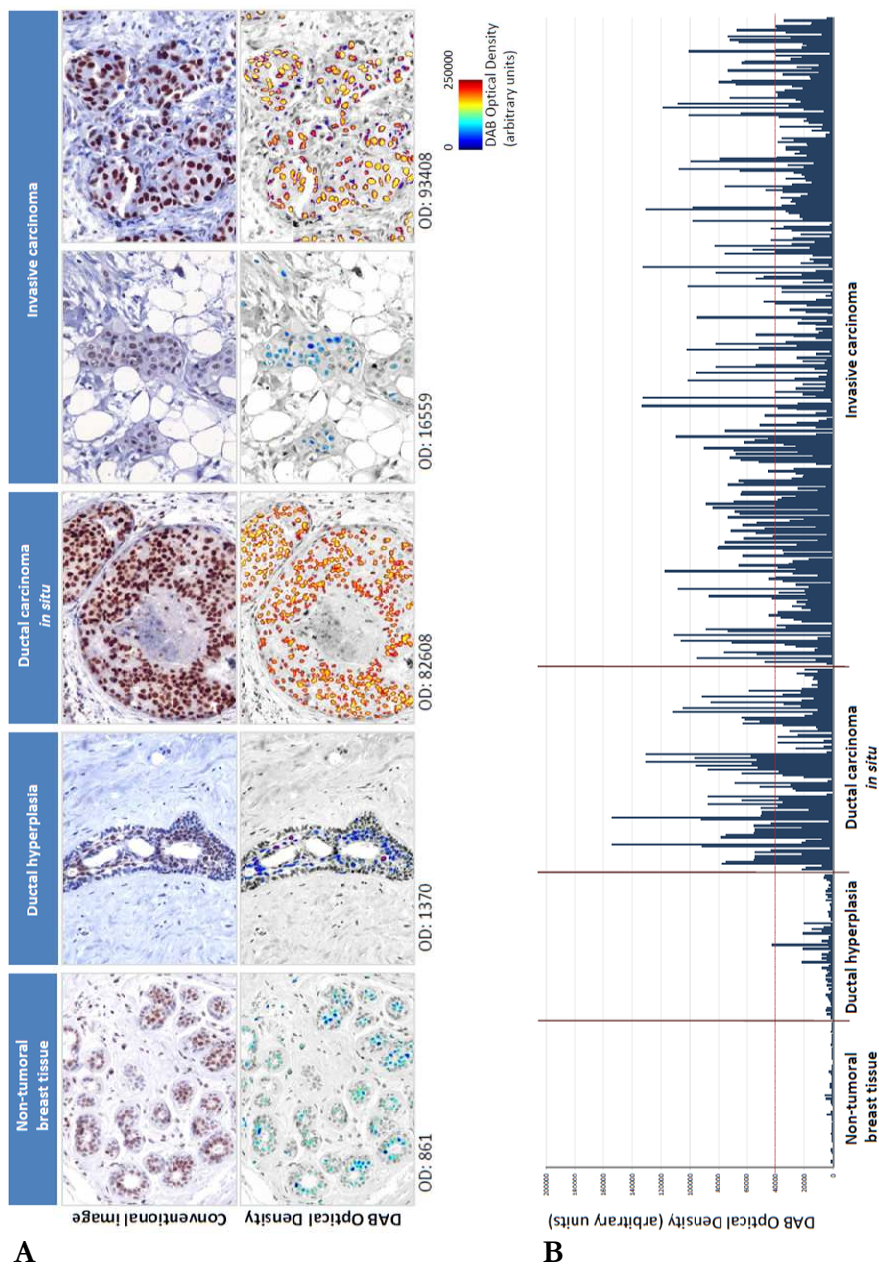 A
Non-tumoral
breast tissue
Ductal hyperplasia
Ductal carcinoma
in situ
Invasive carcinoma
Conventional image
DAB Optical Density
OD: 861
OD: 1370
OD: 82608
OD: 16559
OD: 93408
0
250000
DAB Optical Density
(arbitrary units)
B
DAB Optical Density (arbitrary units)
200000
180000
160000
140000
120000
100000
80000
60000
40000
20000
0
Non-tumoral
breast tissue
Ductal hyperplasia
Ductal carcinoma
in situ
Invasive carcinoma